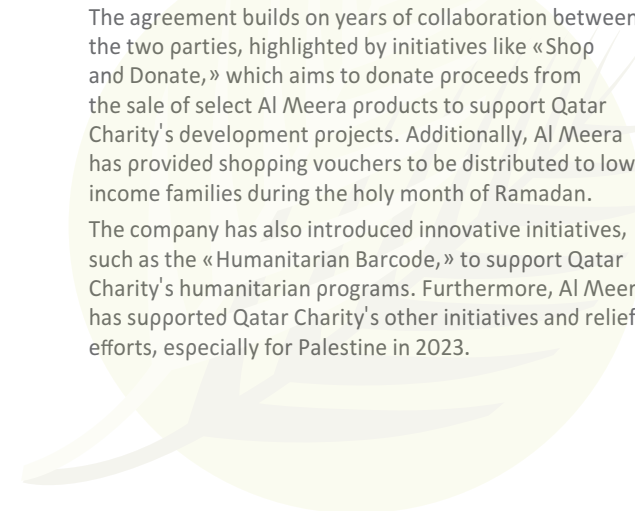 The agreement builds on years of collaboration between
the two parties, highlighted by initiatives like «Shop
and Donate,» which aims to donate proceeds from
the sale of select Al Meera products to support Qatar
Charity's development projects. Additionally, Al Meera
has provided shopping vouchers to be distributed to low
income families during the holy month of Ramadan.
The company has also introduced innovative initiatives,
such as the «Humanitarian Barcode,» to support Qatar
Charity's humanitarian programs. Furthermore, Al Meer
has supported Qatar Charity's other initiatives and relief
efforts, especially for Palestine in 2023.